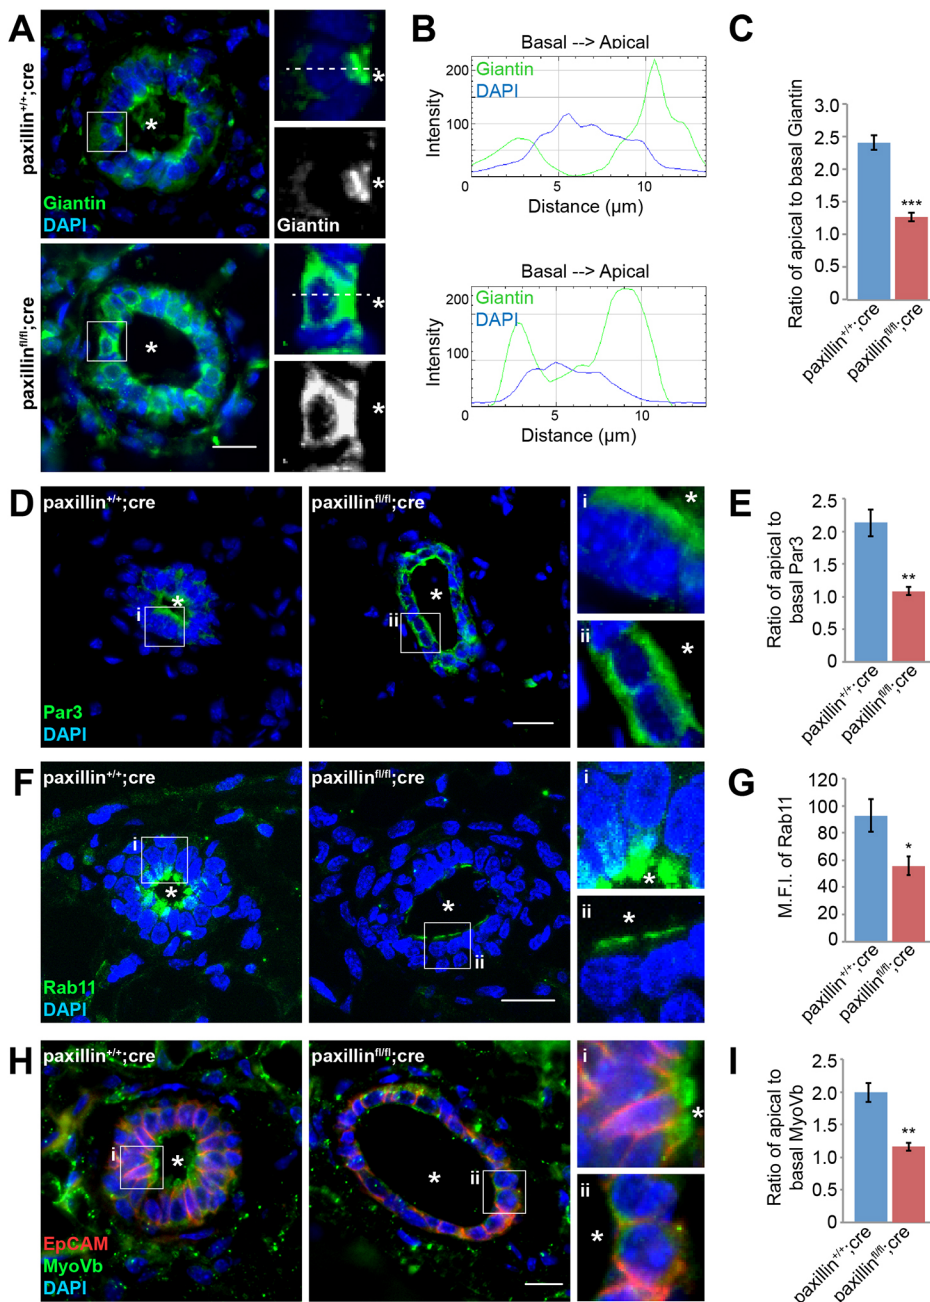 A
paxillin+/+;cre
Giantin
DAPI
*
*
Giantin
*
paxillinfl/fl;cre
*
*
*
B
Basal --> Apical
Giantin
DAPI
Intensity
200
100
0
5
10
Distance (µm)
Basal --> Apical
Giantin
DAPI
Intensity
200
100
0
5
10
Distance (µm)
C
Ratio of apical to basal Giantin
3.0
2.5
2.0
1.5
1.0
0.5
0
***
paxillin+/+;cre
paxillinfl/fl;cre
D
paxillin+/+;cre
*
i
Par3
DAPI
paxillinfl/fl;cre
*
ii
i
*
ii
*
E
Ratio of apical to
basal Par3
2.5
2.0
1.5
1.0
0.5
0
**
paxillin+/+;cre
paxillinfl/fl;cre
F
paxillin+/+;cre
i
*
Rab11
DAPI
paxillinfl/fl;cre
*
ii
i
*
ii
*
G
M.F.I. of Rab11
120
100
80
60
40
20
0
*
paxillin+/+;cre
paxillinfl/fl;cre
H
paxillin+/+;cre
i
*
EpCAM
MyoVb
DAPI
paxillinfl/fl;cre
*
ii
i
*
ii
*
I
Ratio of apical to
basal MyoVb
2.5
2.0
1.5
1.0
0.5
0
**
paxillin+/+;cre
paxillinfl/fl;cre